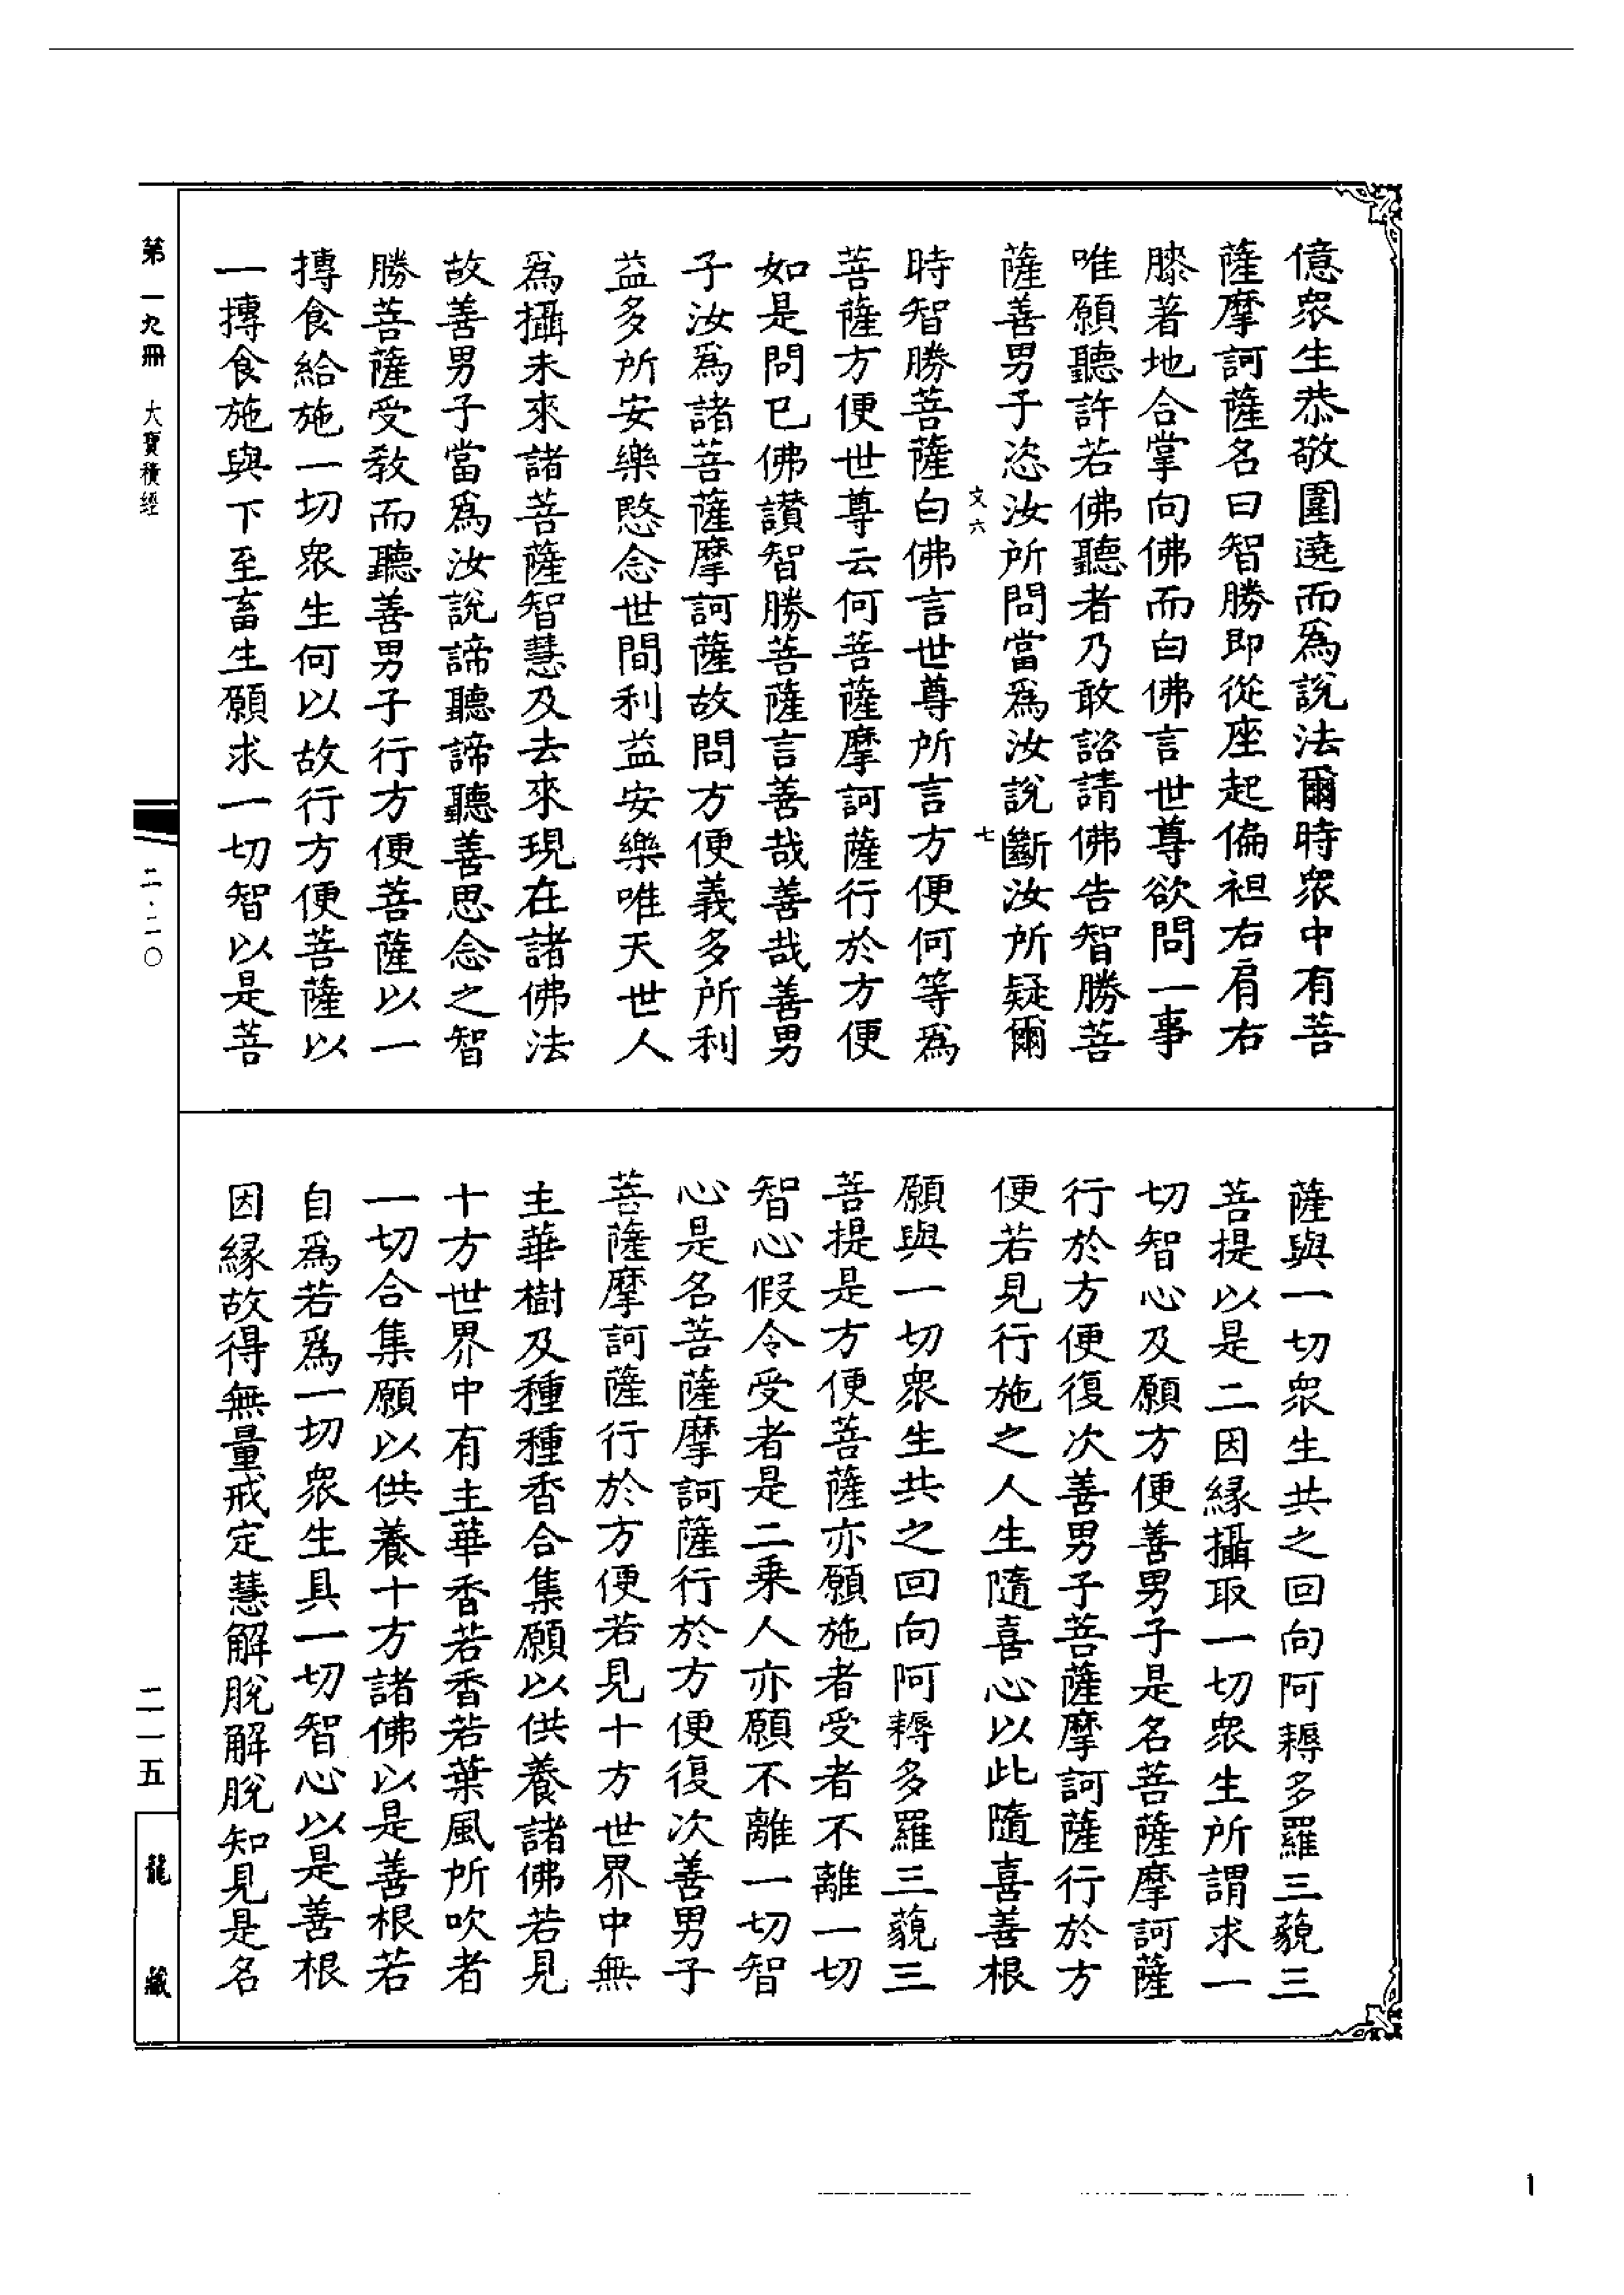 億衆生恭敬圍遶而爲說法爾時衆中有菩
薩摩訶薩名曰智勝即從座起偏袒右肩右
膝著地合掌向佛而白佛言世尊欲問一事
唯願聽許若佛聽者乃敢諮請佛告智勝菩
薩善男子恣汝所問當爲汝說斷汝所疑爾
文六
七
時智勝菩薩白佛言世尊所言方便何等爲
菩薩方便世尊云何菩薩摩訶薩行於方便
如是問已佛讃智勝菩薩言善哉善哉善男
子汝爲諸菩薩摩訶薩故問方便義多所利
益多所安樂愍念世間利益安樂唯天世人
爲攝未來諸菩薩智慧及去來現在諸佛法
故善男子當爲汝說諦聽諦聽善思念之智
勝菩薩受教而聽善男子行方便菩薩以一
摶食給施一切衆生何以故行方便菩薩以
一摶食施與下至畜生願求一切智以是菩
薩與一切衆生共之回向阿耨多羅三藐三
菩提以是二因緣攝取一切衆生所謂求一
切智心及願方便善男子是名菩薩摩訶薩
行於方便復次善男子菩薩摩訶薩行於方
便若見行施之人生隨喜心以此隨喜善根
願與一切衆生共之回向阿耨多羅三藐三
菩提是方便菩薩亦願施者受者不離一切
智心假令受者是二乘人亦願不離一切智
心是名菩薩摩訶薩行於方便復次善男子
菩薩摩訶薩行於方便若見十方世界中無
主華樹及種種香合集願以供養諸佛若見
十方世界中有主華香若香若葉風所吹者
一切合集願以供養十方諸佛以是善根若
自爲若爲一切衆生具一切智心以是善根
因緣故得無量戒定慧解脫解脫知見是名
第一九冊 大寶積經
二·二〇
二一五
龍藏
1